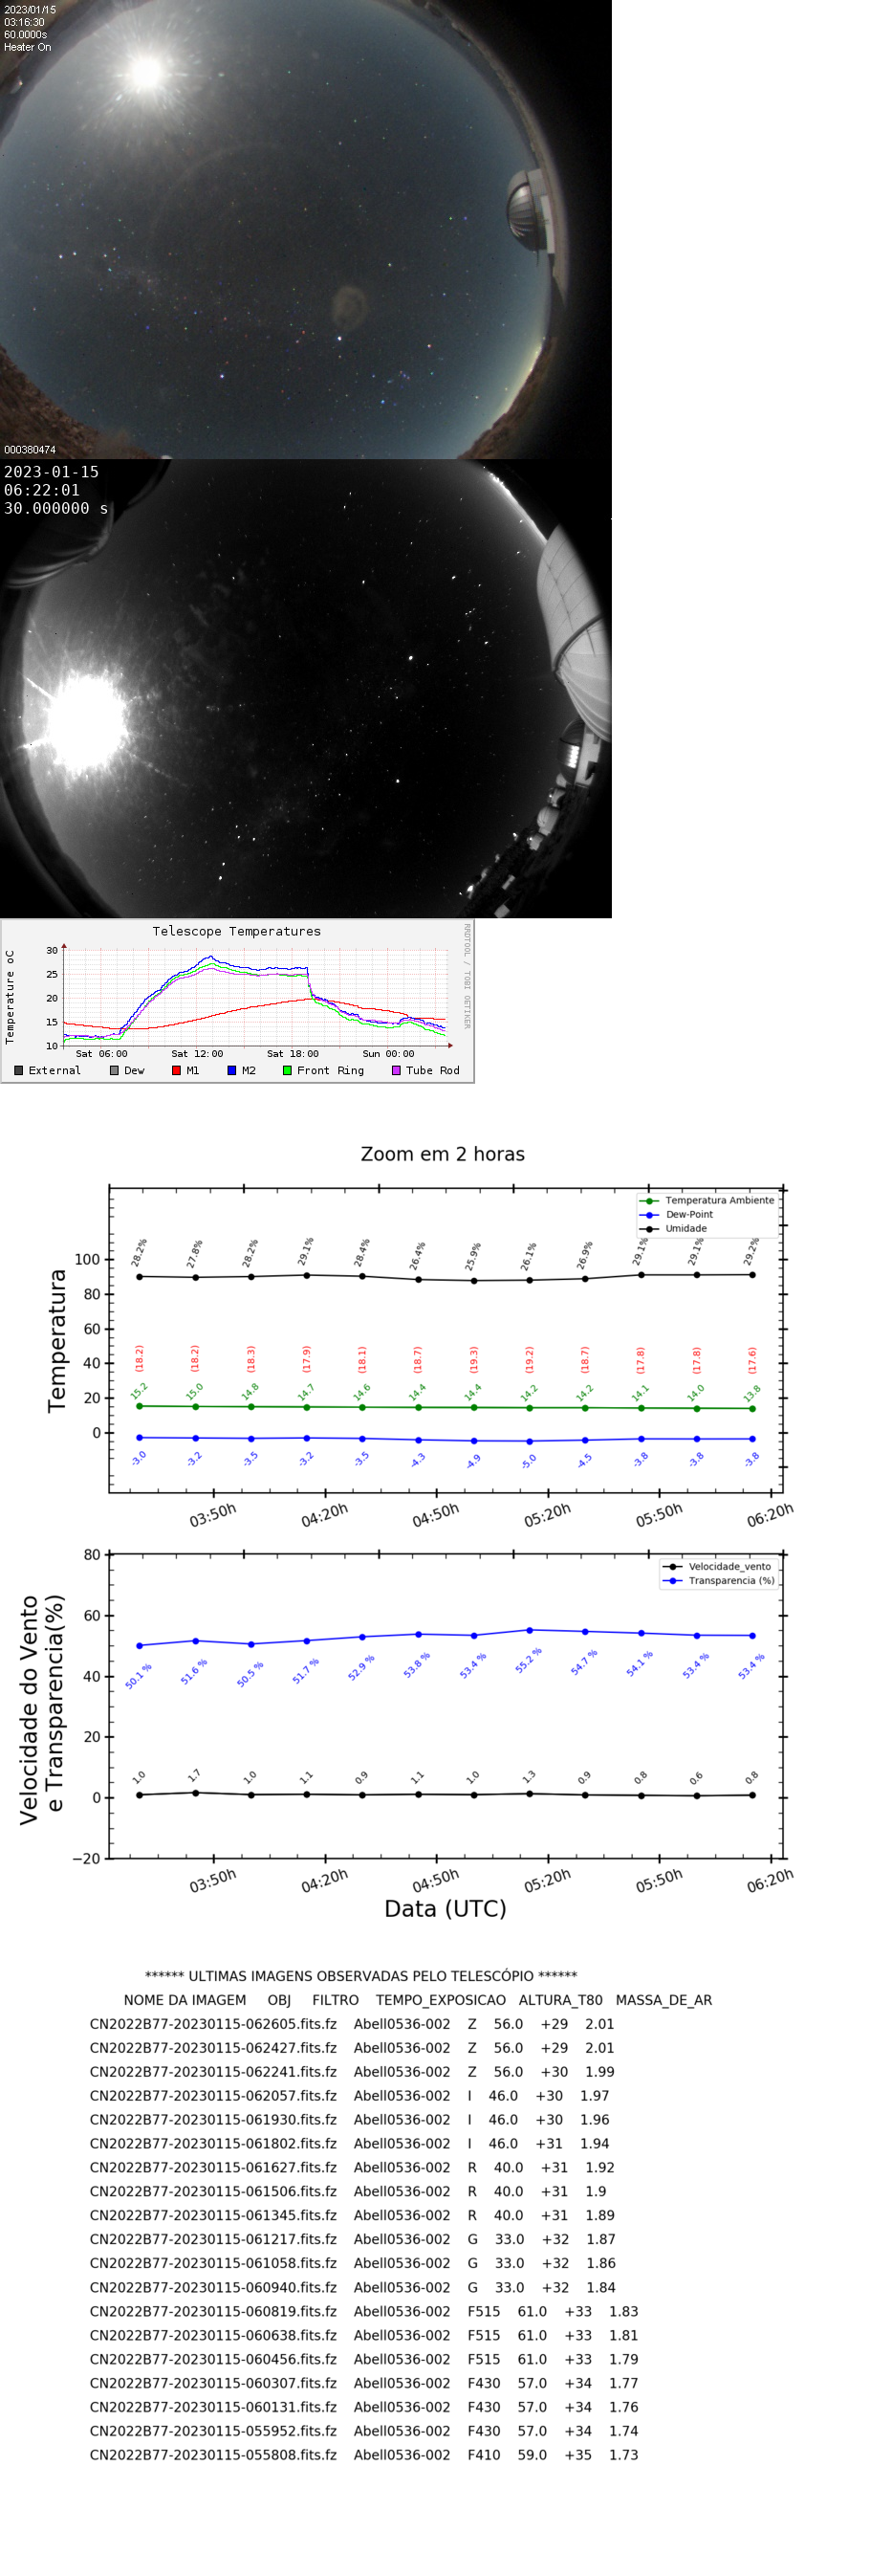 2023/01/15
03:16:30
60.0000s
Heater On
000380474
2023-01-15
06:22:01
30.000000 s
Telescope Temperatures
RRDTOOL / TOBI OETIKER
Temperature oC
30
25
20
15
10
Sat 06:00 Sat 12:00 Sat 18:00 Sun 00:00
External Dew M1 M2 Front Ring Tube Rod
Zoom em 2 horas
Temperatura Ambiente
Dew-Point
Umidade
Temperatura
100
80
60
40
20
0
28.2% 27.8% 28.2% 29.1% 28.4% 26.4% 25.9% 26.1% 26.9% 29.1% 29.1% 29.2%
(18.2) (18.2) (18.3) (17.9) (18.1) (18.7) (19.3) (19.2) (18.7) (17.8) (17.8) (17.6)
15.2 15.0 14.8 14.7 14.6 14.4 14.4 14.2 14.2 14.1 14.0 13.8
-3.0 -3.2 -3.5 -3.2 -3.5 -4.3 -4.9 -5.0 -4.5 -3.8 -3.8 -3.8
03:50h 04:20h 04:50h 05:20h 05:50h 06:20h
Velocidade_vento
Transparencia (%)
Velocidade do Vento
e Transparencia(%)
80
60
40
20
0
−20
50.1 % 51.6 % 50.5 % 51.7 % 52.9 % 53.8 % 53.4 % 55.2 % 54.7 % 54.1 % 53.4 % 53.4 %
1.0 1.7 1.0 1.1 0.9 1.1 1.0 1.3 0.9 0.8 0.6 0.8
03:50h 04:20h 04:50h 05:20h 05:50h 06:20h
Data (UTC)
****** ULTIMAS IMAGENS OBSERVADAS PELO TELESCÓPIO ******
NOME DA IMAGEM OBJ FILTRO TEMPO_EXPOSICAO ALTURA_T80 MASSA_DE_AR
CN2022B77-20230115-062605.fits.fz Abell0536-002 Z 56.0 +29 2.01
CN2022B77-20230115-062427.fits.fz Abell0536-002 Z 56.0 +29 2.01
CN2022B77-20230115-062241.fits.fz Abell0536-002 Z 56.0 +30 1.99
CN2022B77-20230115-062057.fits.fz Abell0536-002 I 46.0 +30 1.97
CN2022B77-20230115-061930.fits.fz Abell0536-002 I 46.0 +30 1.96
CN2022B77-20230115-061802.fits.fz Abell0536-002 I 46.0 +31 1.94
CN2022B77-20230115-061627.fits.fz Abell0536-002 R 40.0 +31 1.92
CN2022B77-20230115-061506.fits.fz Abell0536-002 R 40.0 +31 1.9
CN2022B77-20230115-061345.fits.fz Abell0536-002 R 40.0 +31 1.89
CN2022B77-20230115-061217.fits.fz Abell0536-002 G 33.0 +32 1.87
CN2022B77-20230115-061058.fits.fz Abell0536-002 G 33.0 +32 1.86
CN2022B77-20230115-060940.fits.fz Abell0536-002 G 33.0 +32 1.84
CN2022B77-20230115-060819.fits.fz Abell0536-002 F515 61.0 +33 1.83
CN2022B77-20230115-060638.fits.fz Abell0536-002 F515 61.0 +33 1.81
CN2022B77-20230115-060456.fits.fz Abell0536-002 F515 61.0 +33 1.79
CN2022B77-20230115-060307.fits.fz Abell0536-002 F430 57.0 +34 1.77
CN2022B77-20230115-060131.fits.fz Abell0536-002 F430 57.0 +34 1.76
CN2022B77-20230115-055952.fits.fz Abell0536-002 F430 57.0 +34 1.74
CN2022B77-20230115-055808.fits.fz Abell0536-002 F410 59.0 +35 1.73